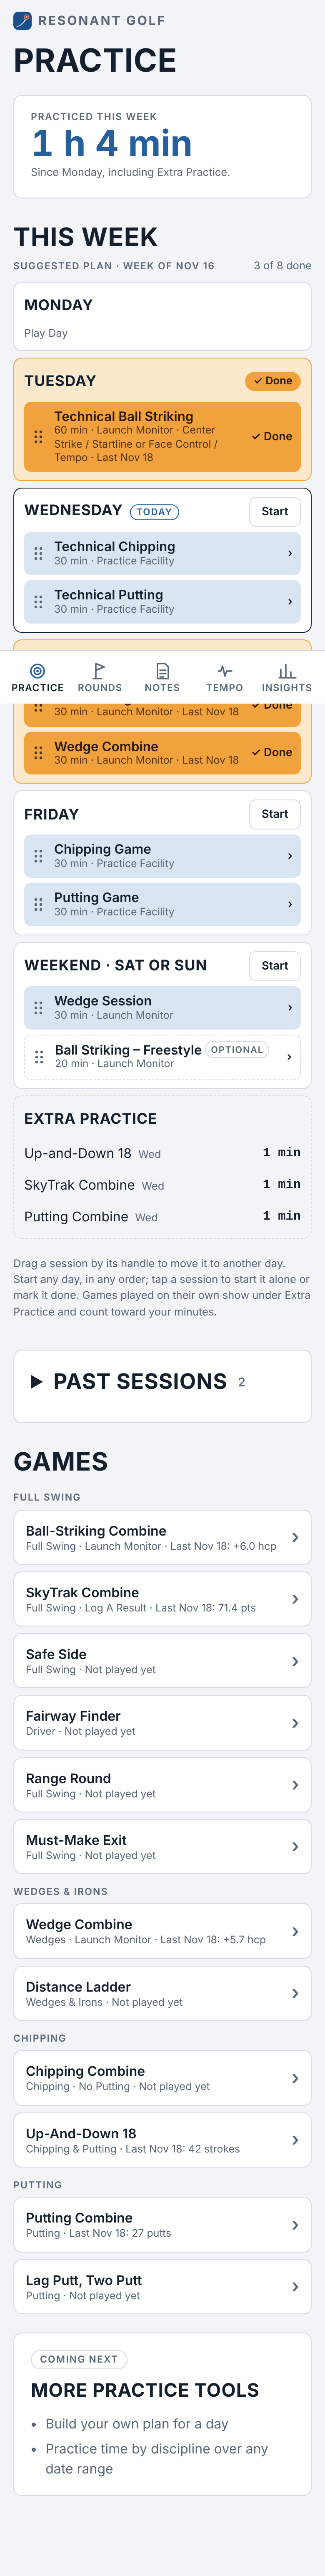 RESONANT GOLF
PRACTICE
PRACTICED THIS WEEK
1 h 4 min
Since Monday, including Extra Practice.
THIS WEEK
SUGGESTED PLAN · WEEK OF NOV 16
3 of 8 done
MONDAY
Play Day
TUESDAY
✓ Done
Technical Ball Striking
60 min · Launch Monitor · Center
Strike / Startline or Face Control /
Tempo · Last Nov 18
✓ Done
WEDNESDAY
TODAY
Start
Technical Chipping
30 min · Practice Facility
›
Technical Putting
30 min · Practice Facility
›
PRACTICE
ROUNDS
NOTES
TEMPO
INSIGHTS
30 min · Launch Monitor · Last Nov 18
✓ Done
Wedge Combine
30 min · Launch Monitor · Last Nov 18
✓ Done
FRIDAY
Start
Chipping Game
30 min · Practice Facility
›
Putting Game
30 min · Practice Facility
›
WEEKEND · SAT OR SUN
Start
Wedge Session
30 min · Launch Monitor
›
Ball Striking – Freestyle
OPTIONAL
20 min · Launch Monitor
›
EXTRA PRACTICE
Up-and-Down 18 Wed
1 min
SkyTrak Combine Wed
1 min
Putting Combine Wed
1 min
Drag a session by its handle to move it to another day.
Start any day, in any order; tap a session to start it alone or
mark it done. Games played on their own show under Extra
Practice and count toward your minutes.
▶ PAST SESSIONS 2
GAMES
FULL SWING
Ball-Striking Combine
Full Swing · Launch Monitor · Last Nov 18: +6.0 hcp
›
SkyTrak Combine
Full Swing · Log A Result · Last Nov 18: 71.4 pts
›
Safe Side
Full Swing · Not played yet
›
Fairway Finder
Driver · Not played yet
›
Range Round
Full Swing · Not played yet
›
Must-Make Exit
Full Swing · Not played yet
›
WEDGES & IRONS
Wedge Combine
Wedges · Launch Monitor · Last Nov 18: +5.7 hcp
›
Distance Ladder
Wedges & Irons · Not played yet
›
CHIPPING
Chipping Combine
Chipping · No Putting · Not played yet
›
Up-And-Down 18
Chipping & Putting · Last Nov 18: 42 strokes
›
PUTTING
Putting Combine
Putting · Last Nov 18: 27 putts
›
Lag Putt, Two Putt
Putting · Not played yet
›
COMING NEXT
MORE PRACTICE TOOLS
• Build your own plan for a day
• Practice time by discipline over any
date range